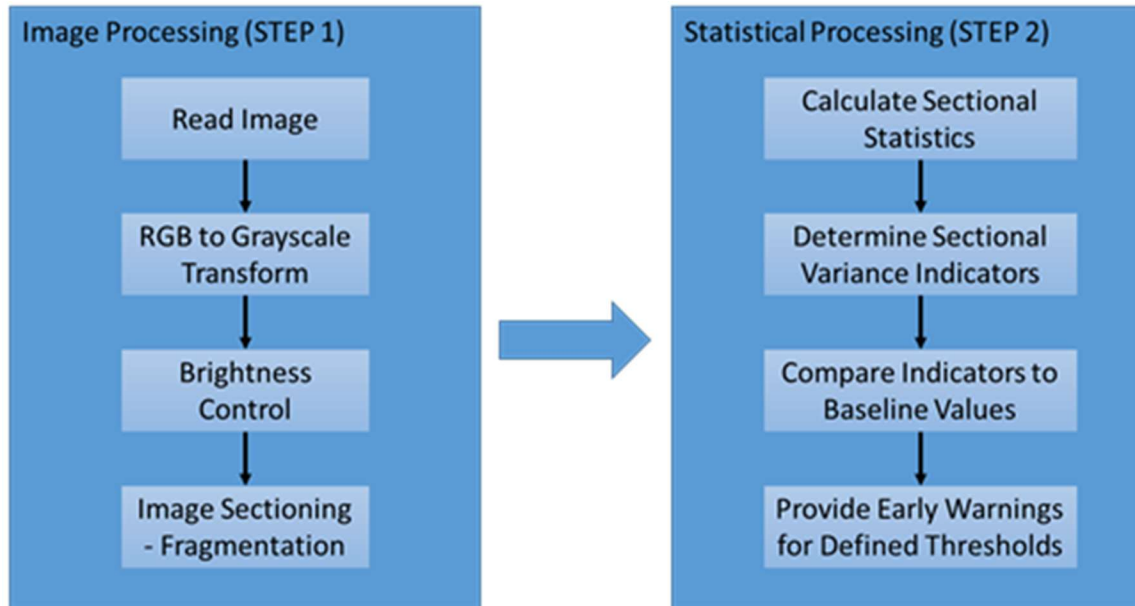 Image Processing (STEP 1)
Read Image
RGB to Grayscale
Transform
Brightness
Control
Image Sectioning
- Fragmentation
Statistical Processing (STEP 2)
Calculate Sectional
Statistics
Determine Sectional
Variance Indicators
Compare Indicators to
Baseline Values
Provide Early Warnings
for Defined Thresholds